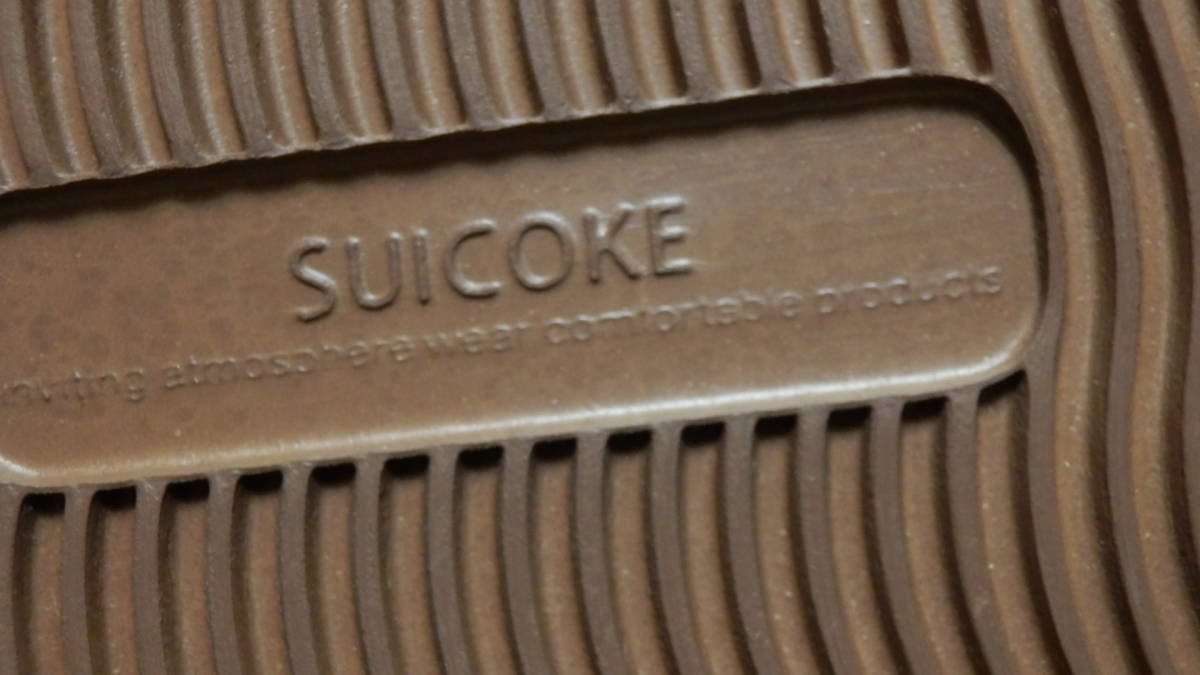 SUICOKE
inviting atmosphere wear comfortable products